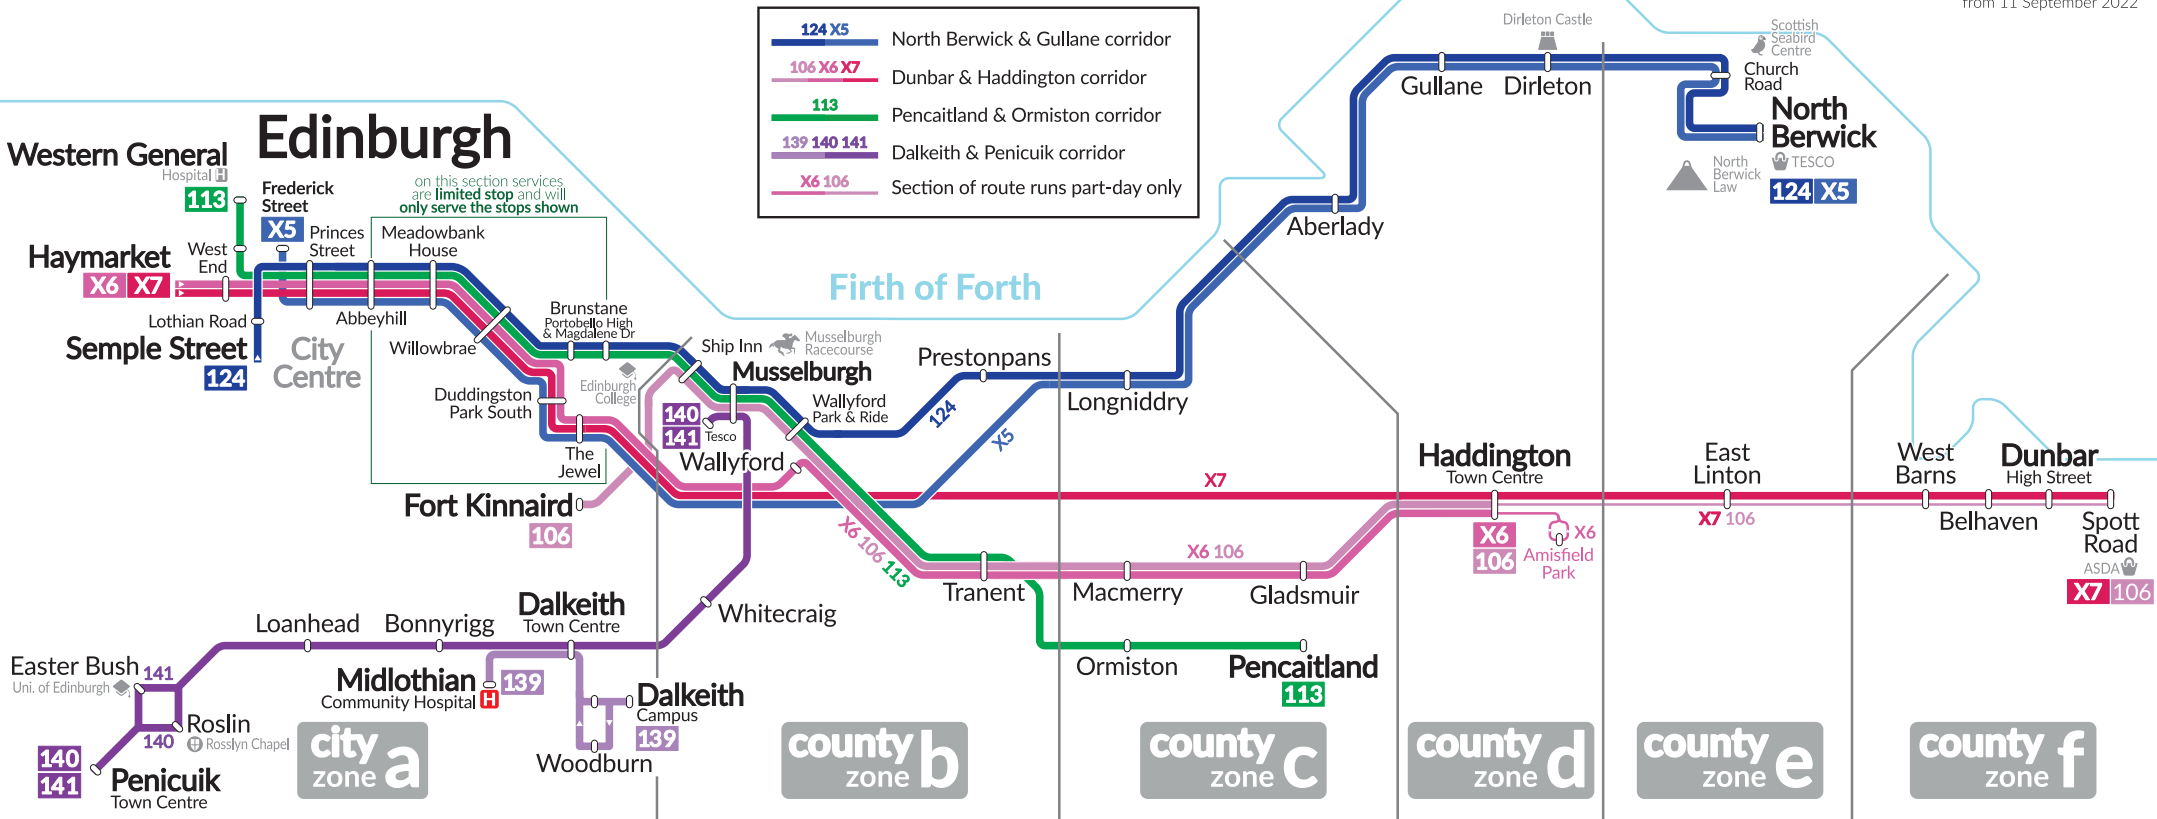 from 11 September 2022
124 X5
North Berwick & Gullane corridor
106 X6 X7
Dunbar & Haddington corridor
113
Pencaitland & Ormiston corridor
139 140 141
Dalkeith & Penicuik corridor
X6 106
Section of route runs part-day only
Edinburgh
on this section services
are limited stop and will
only serve the stops shown
Western General
Hospital H
113
Frederick
Street
X5
Haymarket
X6 X7
West
End
Princes
Street
Meadowbank
House
Lothian Road
Semple Street
124
City
Centre
Abbeyhill
Willowbrae
Brunstane
Portobello High
& Magdalene Dr
Duddingston
Park South
The
Jewel
Edinburgh
College
Fort Kinnaird
106
Firth of Forth
Ship Inn
Musselburgh
Racecourse
Musselburgh
140
141
Tesco
Wallyford
Park & Ride
Wallyford
Prestonpans
124
X5
Longniddry
Aberlady
Gullane
Dirleton Castle
Dirleton
Scottish
Seabird
Centre
Church
Road
North
Berwick
TESCO
124 X5
North
Berwick
Law
X7
X6 106
113
Tranent
Macmerry
X6 106
Gladsmuir
Haddington
Town Centre
X6
106
X6
Amisfield
Park
East
Linton
X7 106
West
Barns
Belhaven
Dunbar
High Street
Spott
Road
ASDA
X7 106
Ormiston
Pencaitland
113
Whitecraig
Dalkeith
Town Centre
Bonnyrigg
Loanhead
Easter Bush
Uni. of Edinburgh
141
140
Roslin
Rosslyn Chapel
140
141
Penicuik
Town Centre
Midlothian
Community Hospital H
139
Dalkeith
Campus
139
Woodburn
city
zone a
county
zone b
county
zone c
county
zone d
county
zone e
county
zone f